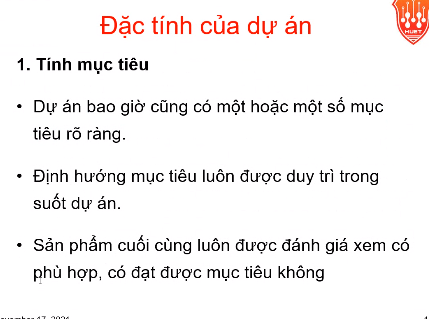 Đặc tính của dự án
HUET
1. Tính mục tiêu
• Dự án bao giờ cũng có một hoặc một số mục
tiêu rõ ràng.
• Định hướng mục tiêu luôn được duy trì trong
suốt dự án.
• Sản phẩm cuối cùng luôn được đánh giá xem có
phù hợp, có đạt được mục tiêu không